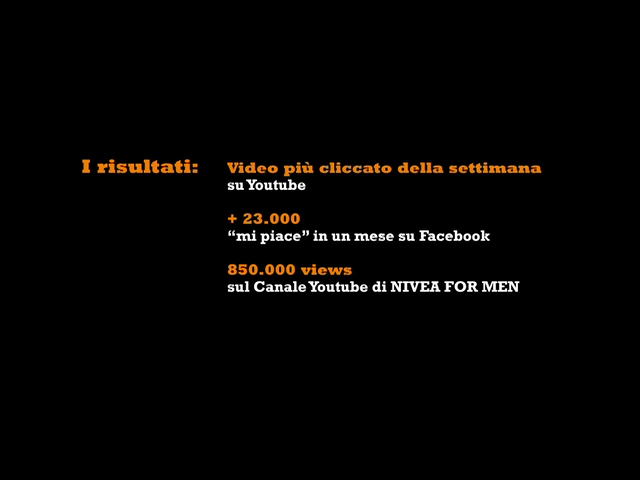 I risultati:
Video più cliccato della settimana
su Youtube
+ 23.000
“mi piace” in un mese su Facebook
850.000 views
sul Canale Youtube di NIVEA FOR MEN